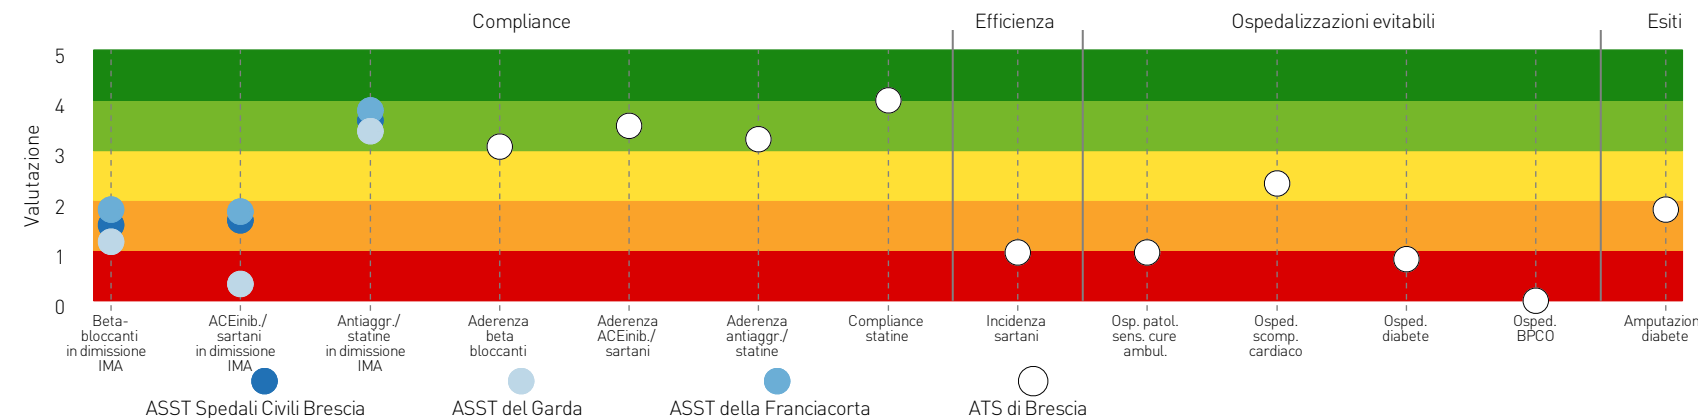 Compliance
Efficienza
Ospedalizzazioni evitabili
Esiti
Valutazione
5
4
3
2
1
0
Beta-
bloccanti
in dimissione
IMA
ACEinib./
sartani
in dimissione
IMA
Antiaggr./
statine
in dimissione
IMA
Aderenza
beta
bloccanti
Aderenza
ACEinib./
sartani
Aderenza
antiaggr./
statine
Compliance
statine
Incidenza
sartani
Osp. patol.
sens. cure
ambul.
Osped.
scomp.
cardiaco
Osped.
diabete
Osped.
BPCO
Amputazion
diabete
ASST Spedali Civili Brescia
ASST del Garda
ASST della Franciacorta
ATS di Brescia